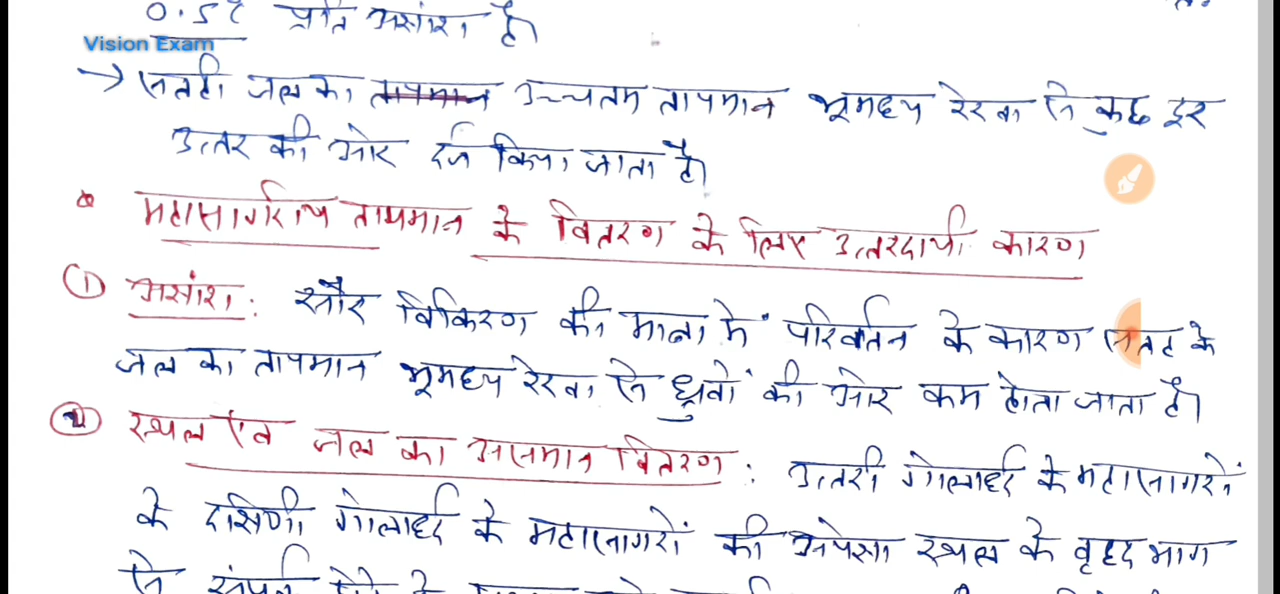 0.5℃ प्रति अक्षांश है।
Vision Exam
→ सतही जल का तापमान उच्चतम तापमान भूमध्य रेखा से कुछ दूर
उत्तर की ओर दर्ज किया जाता है।
महासागरीय तापमान के वितरण के लिए उत्तरदायी कारण
① अक्षांश : सौर विकिरण की मात्रा में परिवर्तन के कारण सतह के
जल का तापमान भूमध्य रेखा से ध्रुवों की ओर कम होता जाता है।
② स्थल एवं जल का असमान वितरण : उत्तरी गोलार्द्ध के महासागरों
के दक्षिणी गोलार्द्ध के महासागरों की अपेक्षा स्थल के वृहद भाग
से संपर्क होने के